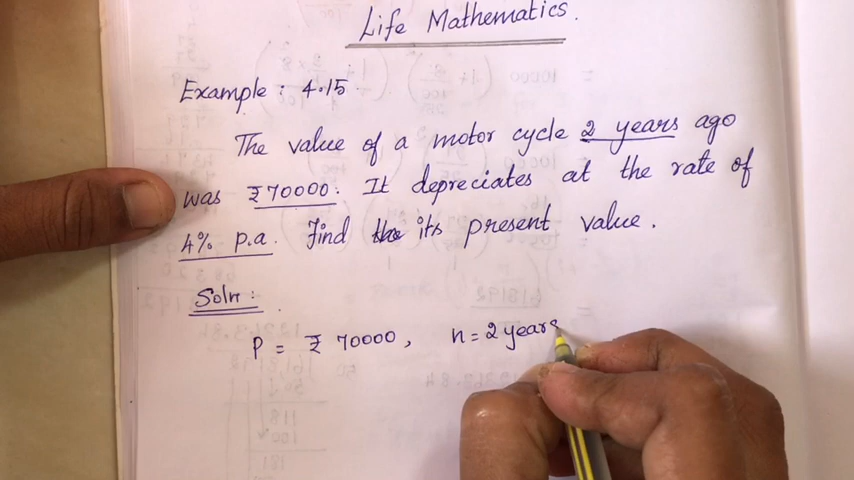 Life Mathematics.
Example : 4.15.
The value of a motor cycle 2 years ago
was ₹70000. It depreciates at the rate of
4% p.a. Find its present value.
Soln :
P = ₹ 70000, n = 2 years